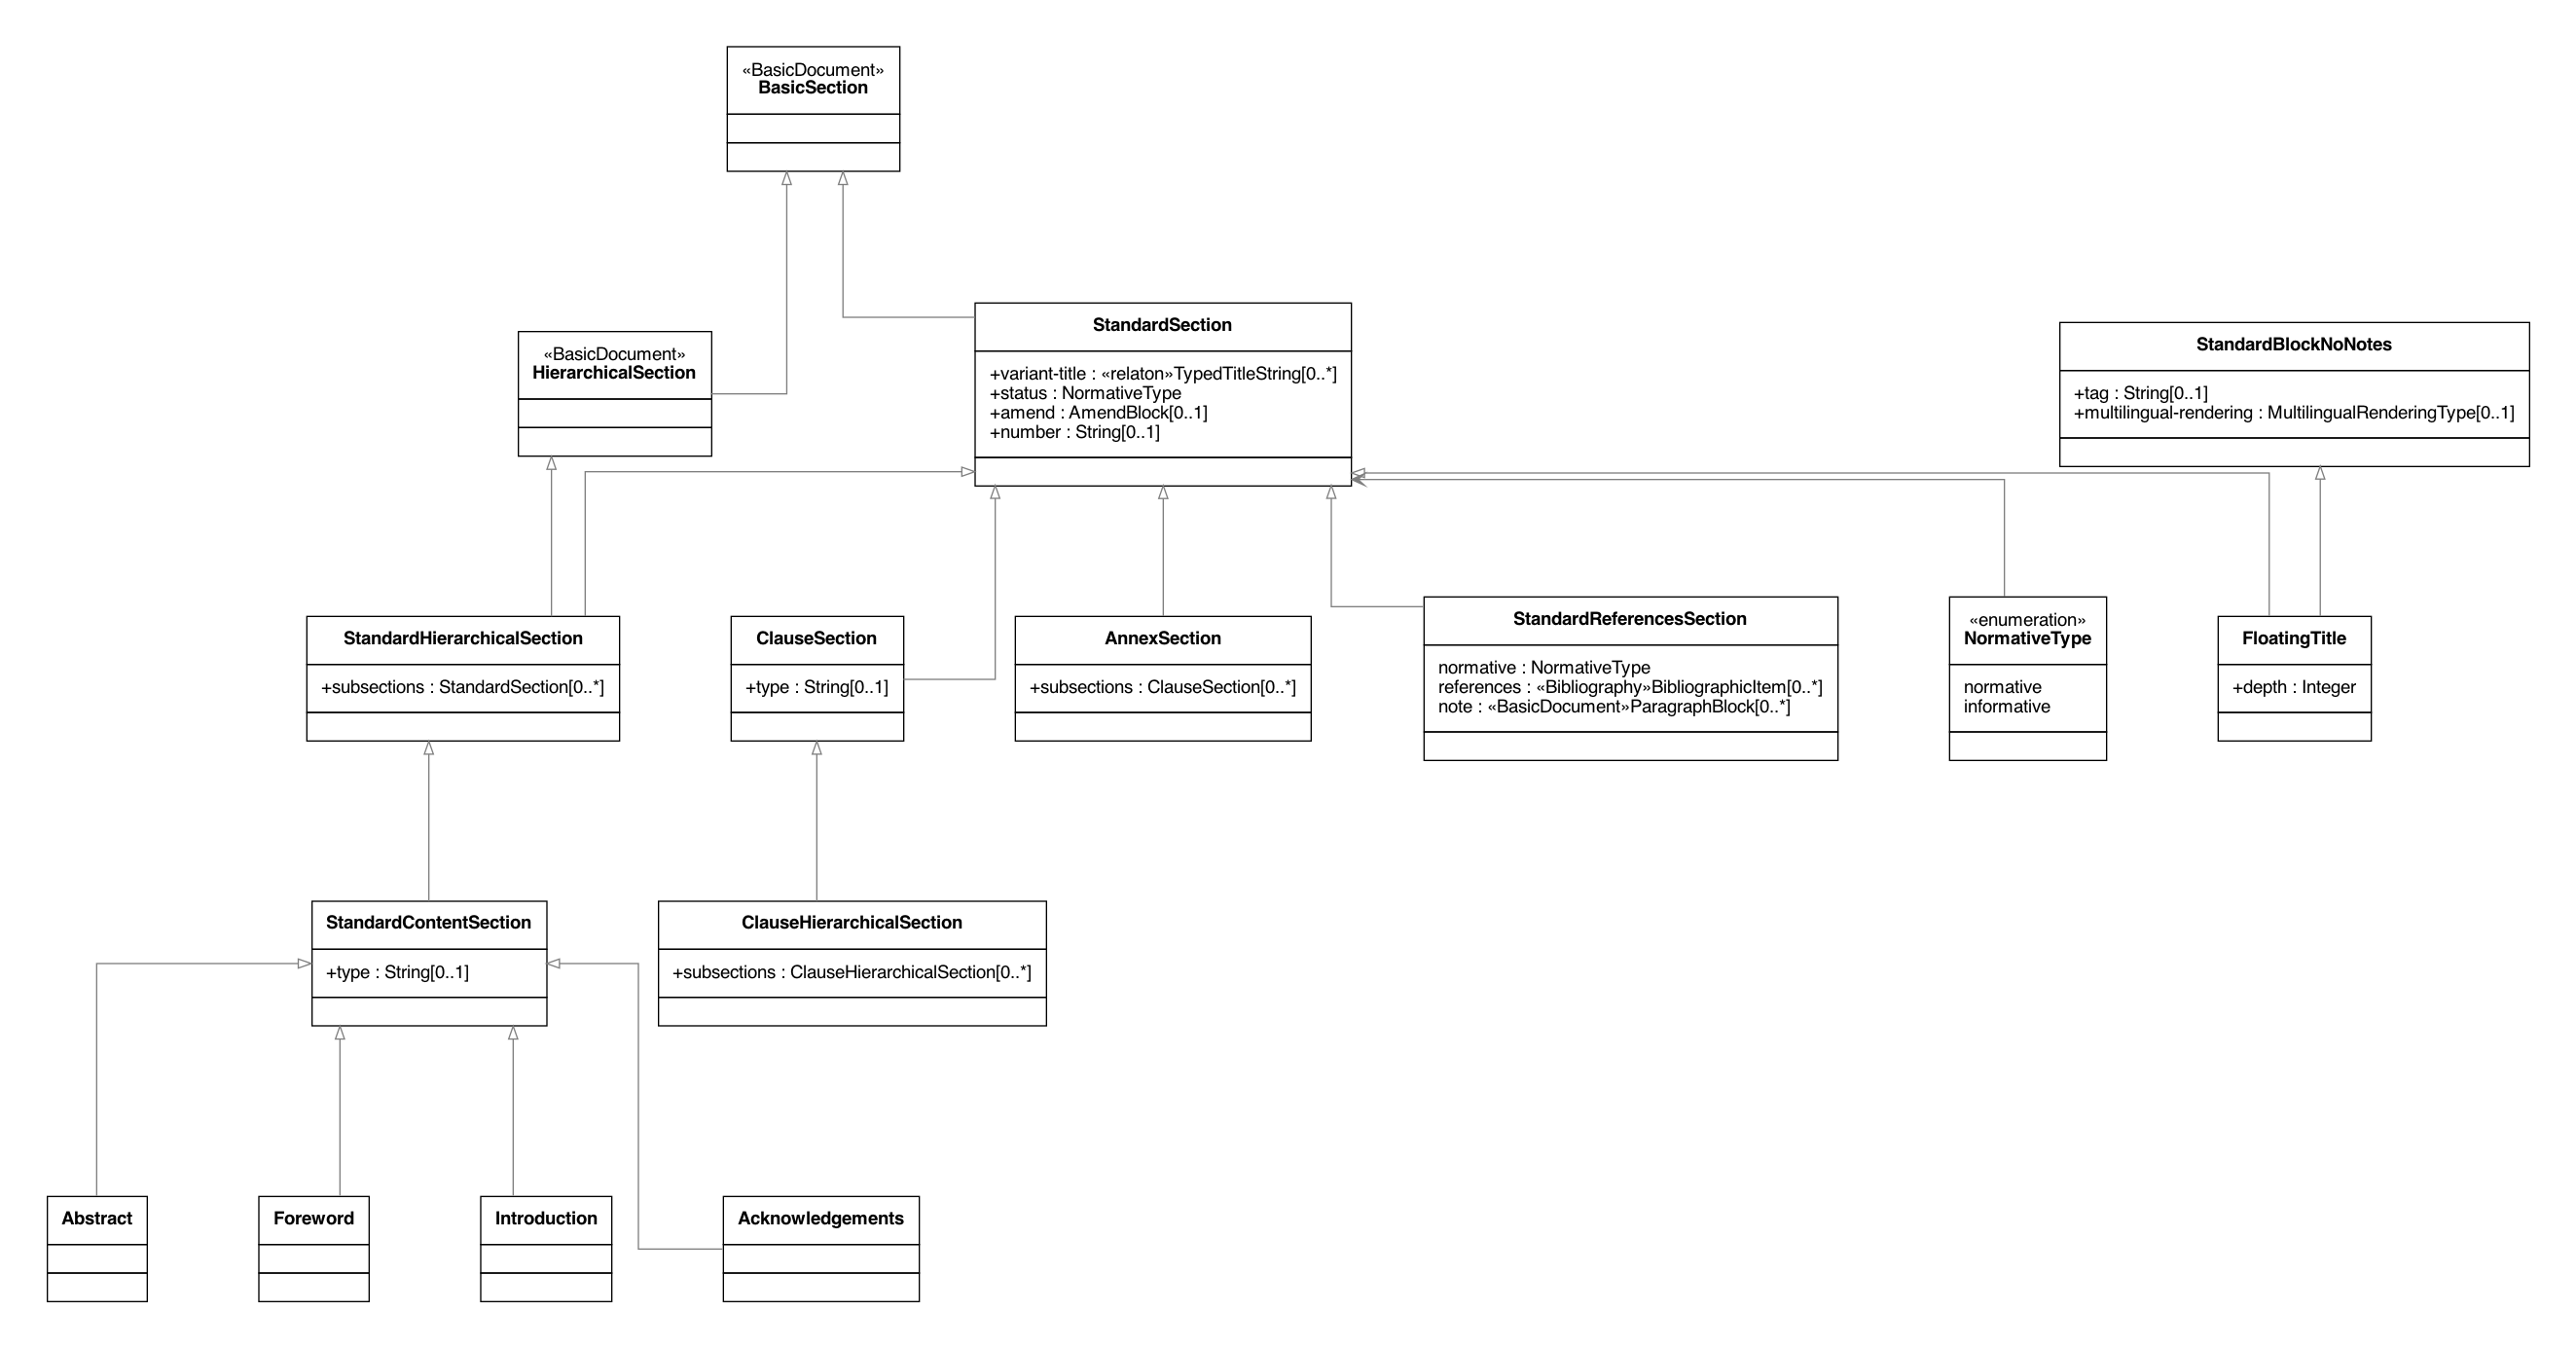 «BasicDocument»
BasicSection
StandardSection
+variant-title : «relaton»TypedTitleString[0..*]
+status : NormativeType
+amend : AmendBlock[0..1]
+number : String[0..1]
«BasicDocument»
HierarchicalSection
StandardBlockNoNotes
+tag : String[0..1]
+multilingual-rendering : MultilingualRenderingType[0..1]
StandardHierarchicalSection
+subsections : StandardSection[0..*]
ClauseSection
+type : String[0..1]
AnnexSection
+subsections : ClauseSection[0..*]
StandardReferencesSection
normative : NormativeType
references : «Bibliography»BibliographicItem[0..*]
note : «BasicDocument»ParagraphBlock[0..*]
«enumeration»
NormativeType
normative
informative
FloatingTitle
+depth : Integer
StandardContentSection
+type : String[0..1]
ClauseHierarchicalSection
+subsections : ClauseHierarchicalSection[0..*]
Abstract
Foreword
Introduction
Acknowledgements